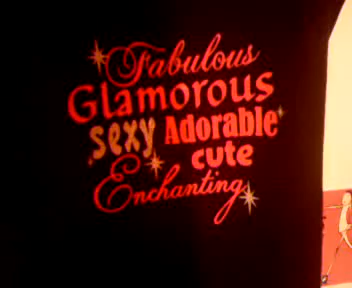 Fabulous
Glamorous
sexy Adorable
cute
Enchanting